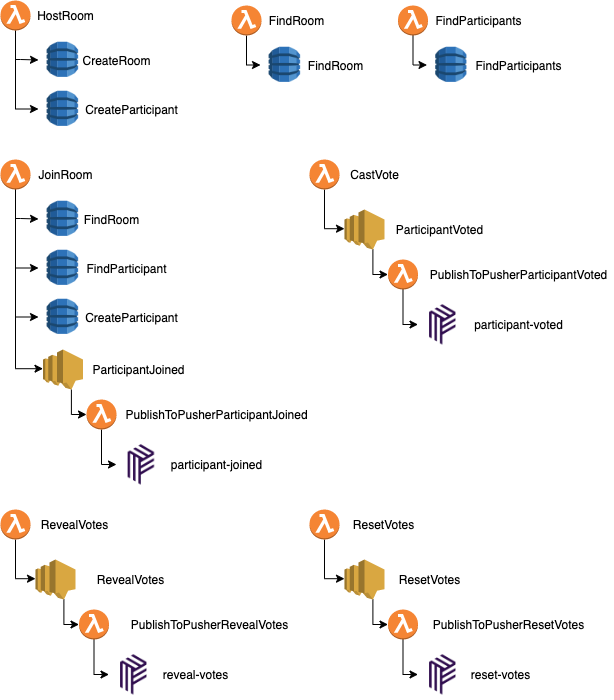 HostRoom
CreateRoom
CreateParticipant
FindRoom
FindRoom
FindParticipants
FindParticipants
JoinRoom
FindRoom
FindParticipant
CreateParticipant
ParticipantJoined
PublishToPusherParticipantJoined
participant-joined
CastVote
ParticipantVoted
PublishToPusherParticipantVoted
participant-voted
RevealVotes
RevealVotes
PublishToPusherRevealVotes
reveal-votes
ResetVotes
ResetVotes
PublishToPusherResetVotes
reset-votes